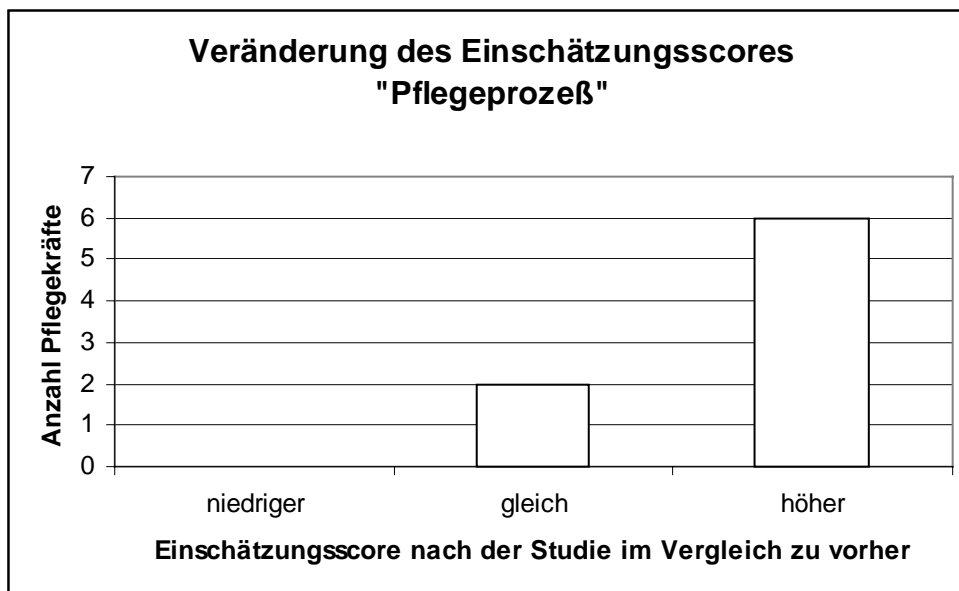 Veränderung des Einschätzungsscores
"Pflegeprozeß"
Anzahl Pflegekräfte
7
6
5
4
3
2
1
0
niedriger gleich höher
Einschätzungsscore nach der Studie im Vergleich zu vorher